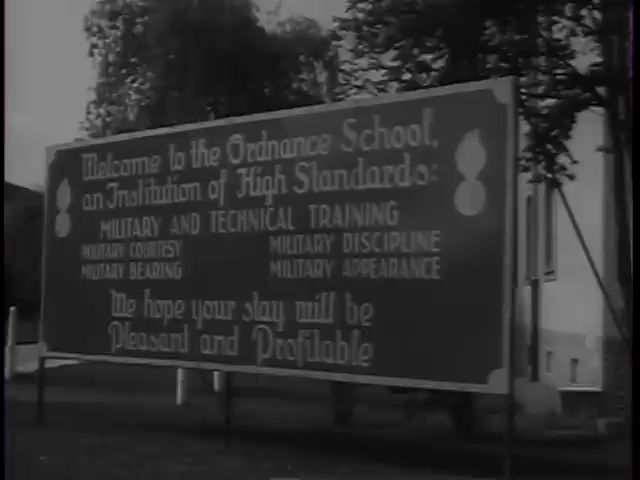 Welcome to the Ordnance School,
an Institution of High Standards:
MILITARY AND TECHNICAL TRAINING
MILITARY COURTESY MILITARY DISCIPLINE
MILITARY BEARING MILITARY APPEARANCE
We hope your stay will be
Pleasant and Profitable